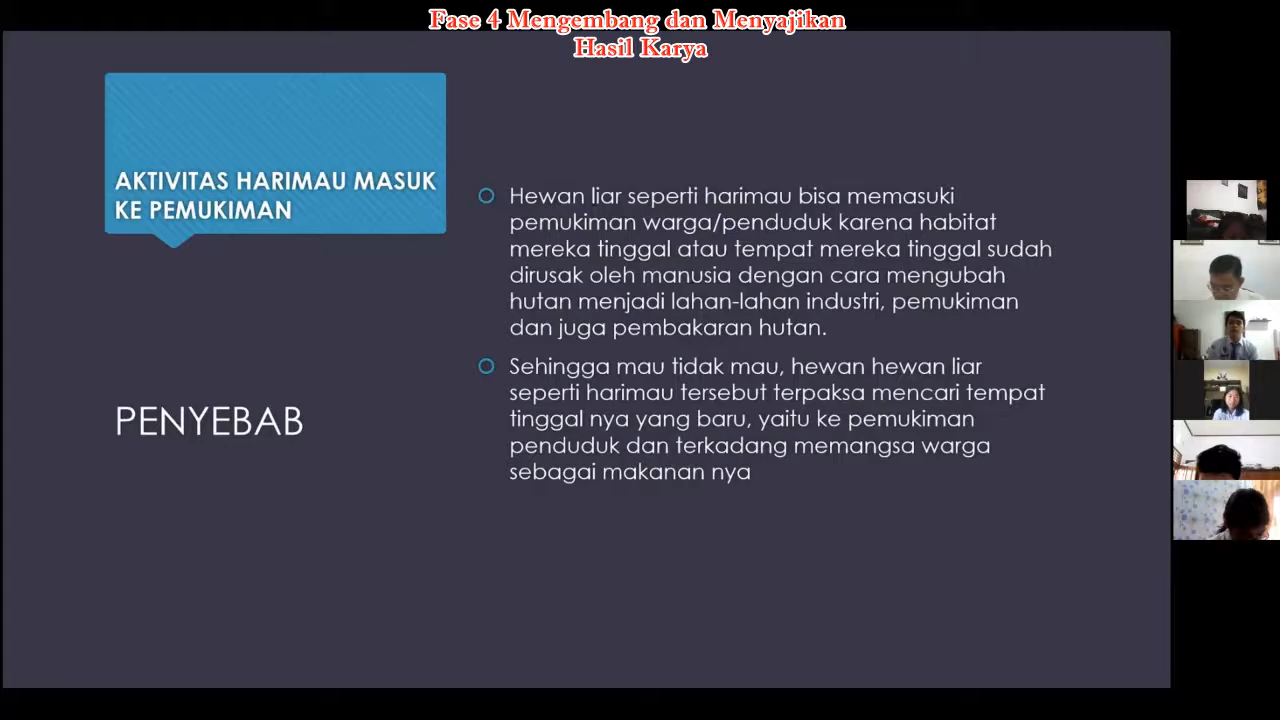 Fase 4 Mengembang dan Menyajikan
Hasil Karya
AKTIVITAS HARIMAU MASUK
KE PEMUKIMAN
Hewan liar seperti harimau bisa memasuki
pemukiman warga/penduduk karena habitat
mereka tinggal atau tempat mereka tinggal sudah
dirusak oleh manusia dengan cara mengubah
hutan menjadi lahan-lahan industri, pemukiman
dan juga pembakaran hutan.
Sehingga mau tidak mau, hewan hewan liar
seperti harimau tersebut terpaksa mencari tempat
tinggal nya yang baru, yaitu ke pemukiman
penduduk dan terkadang memangsa warga
sebagai makanan nya
PENYEBAB